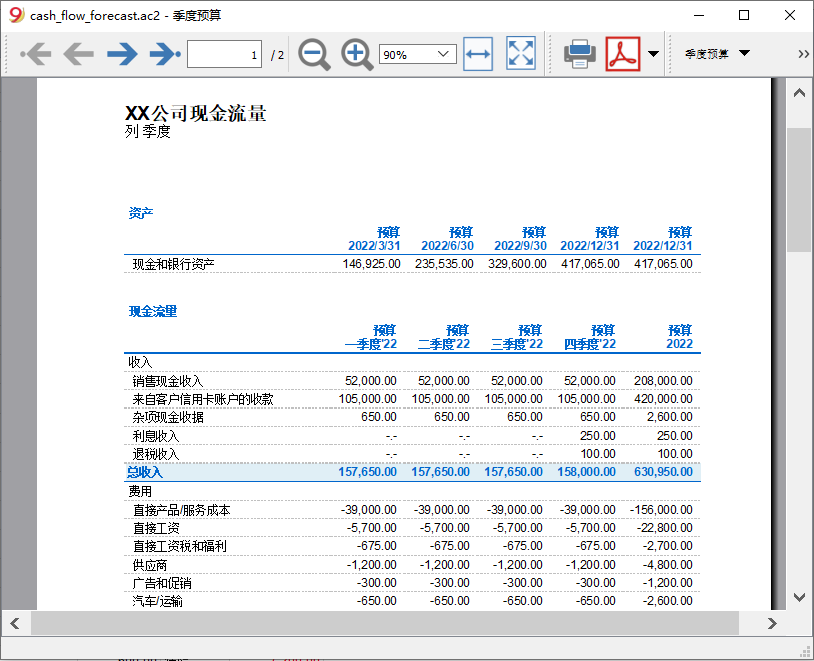 cash_flow_forecast.ac2 - 季度预算
1 / 2 90% 季度预算
XX公司现金流量
列 季度
资产
预算 预算 预算 预算 预算
2022/3/31 2022/6/30 2022/9/30 2022/12/31 2022/12/31
现金和银行资产 146,925.00 235,535.00 329,600.00 417,065.00 417,065.00
现金流量
预算 预算 预算 预算 预算
一季度'22 二季度'22 三季度'22 四季度'22 2022
收入
销售现金收入 52,000.00 52,000.00 52,000.00 52,000.00 208,000.00
来自客户信用卡账户的收款 105,000.00 105,000.00 105,000.00 105,000.00 420,000.00
杂项现金收据 650.00 650.00 650.00 650.00 2,600.00
利息收入 -.- -.- -.- 250.00 250.00
退税收入 -.- -.- -.- 100.00 100.00
总收入 157,650.00 157,650.00 157,650.00 158,000.00 630,950.00
费用
直接产品/服务成本 -39,000.00 -39,000.00 -39,000.00 -39,000.00 -156,000.00
直接工资 -5,700.00 -5,700.00 -5,700.00 -5,700.00 -22,800.00
直接工资税和福利 -675.00 -675.00 -675.00 -675.00 -2,700.00
供应商 -1,200.00 -1,200.00 -1,200.00 -1,200.00 -4,800.00
广告和促销 -300.00 -300.00 -300.00 -300.00 -1,200.00
汽车/运输 -650.00 -650.00 -650.00 -650.00 -2,600.00